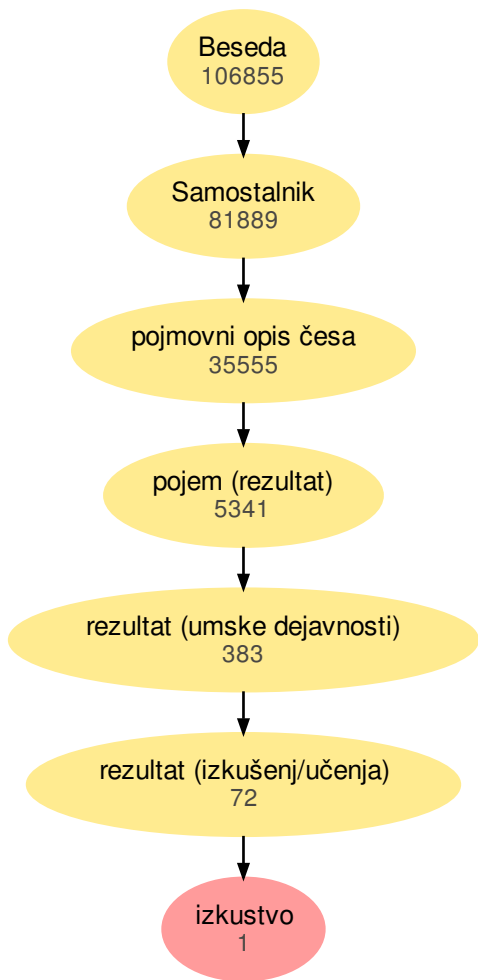 Beseda
106855
Samostalnik
81889
pojmovni opis česa
35555
pojem (rezultat)
5341
rezultat (umske dejavnosti)
383
rezultat (izkušenj/učenja)
72
izkustvo
1